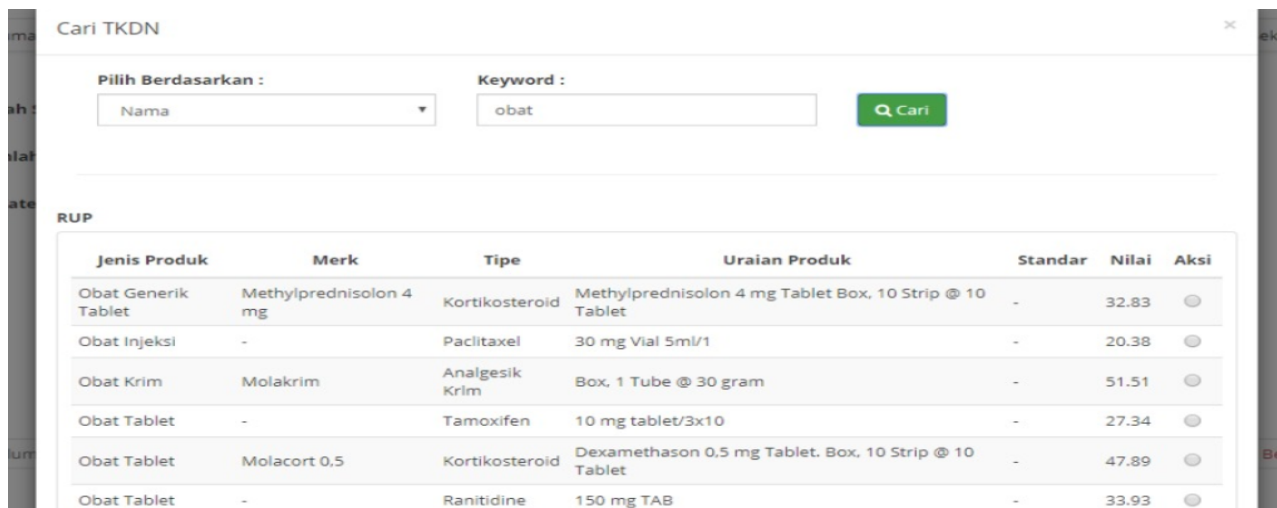 Cari TKDN ×
Pilih Berdasarkan : Keyword :
Nama obat Cari
RUP
Jenis Produk Merk Tipe Uraian Produk Standar Nilai Aksi
Obat Generik Methylprednisolon 4 Kortikosteroid Methylprednisolon 4 mg Tablet Box, 10 Strip @ 10 - 32.83
Tablet mg Tablet
Obat Injeksi - Paclitaxel 30 mg Vial 5ml/1 - 20.38
Obat Krim Molakrim Analgesik Box, 1 Tube @ 30 gram - 51.51
KrIm
Obat Tablet - Tamoxifen 10 mg tablet/3x10 - 27.34
Obat Tablet Molacort 0,5 Kortikosteroid Dexamethason 0,5 mg Tablet. Box, 10 Strip @ 10 - 47.89
Tablet
Obat Tablet - Ranitidine 150 mg TAB - 33.93